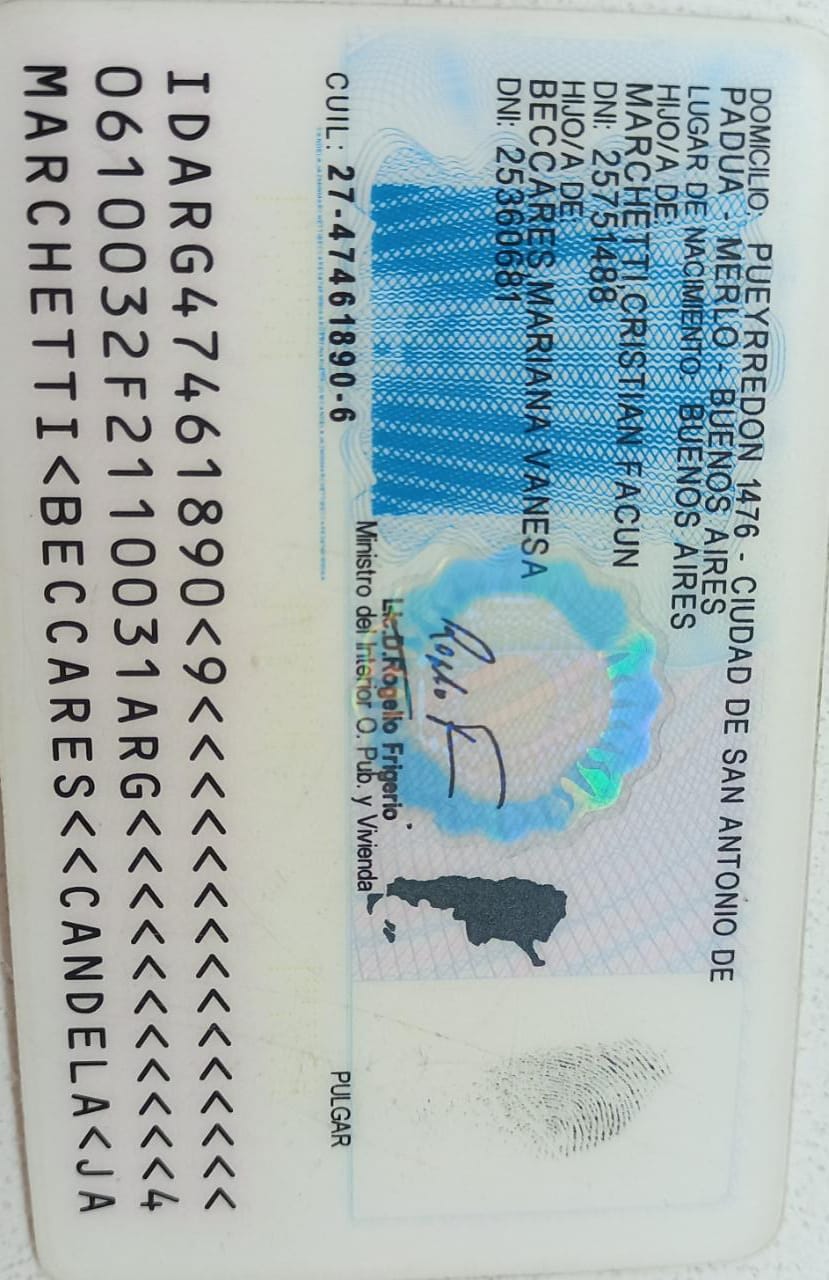 DOMICILIO: PUEYRREDON 1476 - CIUDAD DE SAN ANTONIO DE
PADUA - MERLO - BUENOS AIRES
LUGAR DE NACIMIENTO: BUENOS AIRES
HIJO/A DE
MARCHETTI,CRISTIAN FACUN
DNI: 25751488
HIJO/A DE
BECCARES,MARIANA VANESA
DNI: 25360681
CUIL: 27-47461890-6
Lic.D.Rogelio Frigerio
Ministro del Interior O. Pub. y Vivienda
PULGAR
IDARG47461890<9<<<<<<<<<<<<<<<
0610032F2110031ARG<<<<<<<<<<<4
MARCHETTI<BECCARES<<CANDELA<JA